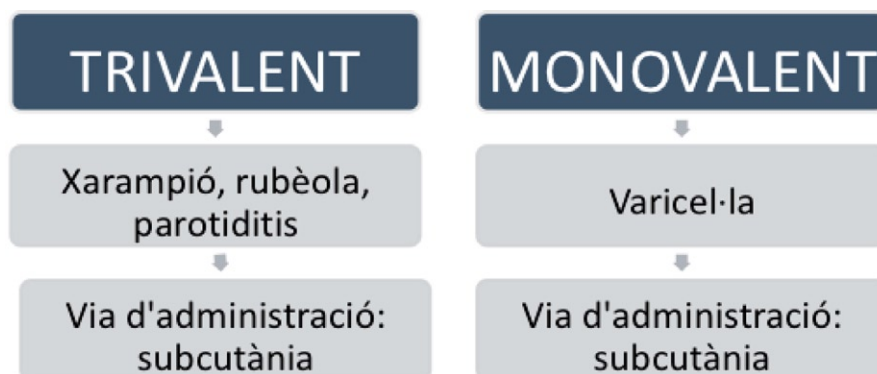 TRIVALENT
Xarampió, rubèola,
parotiditis
Via d'administració:
subcutània
MONOVALENT
Varicel·la
Via d'administració:
subcutània